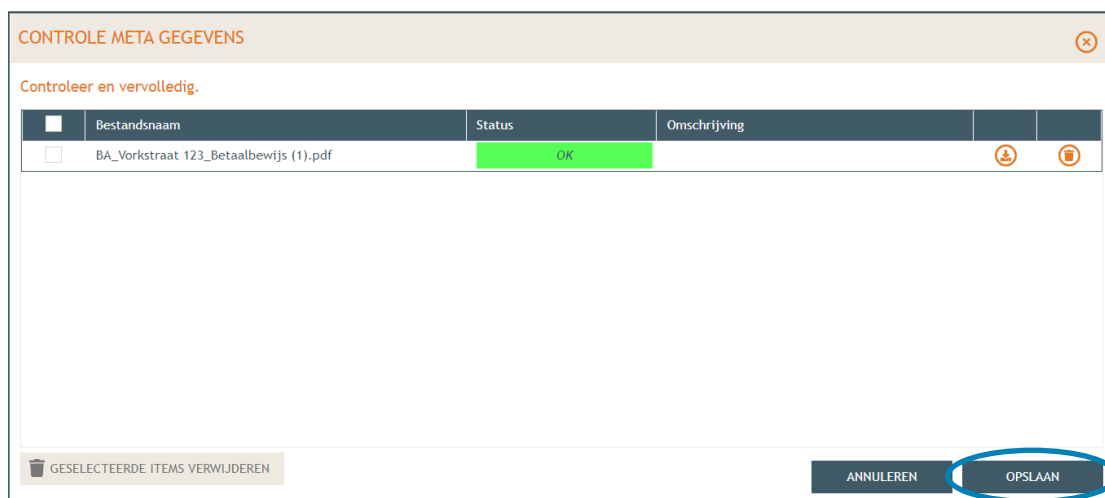 CONTROLE META GEGEVENS
Controleer en vervolledig.
Bestandsnaam Status Omschrijving
BA_Vorkstraat 123_Betaalbewijs (1).pdf OK
GESELECTEERDE ITEMS VERWIJDEREN
ANNULEREN OPSLAAN